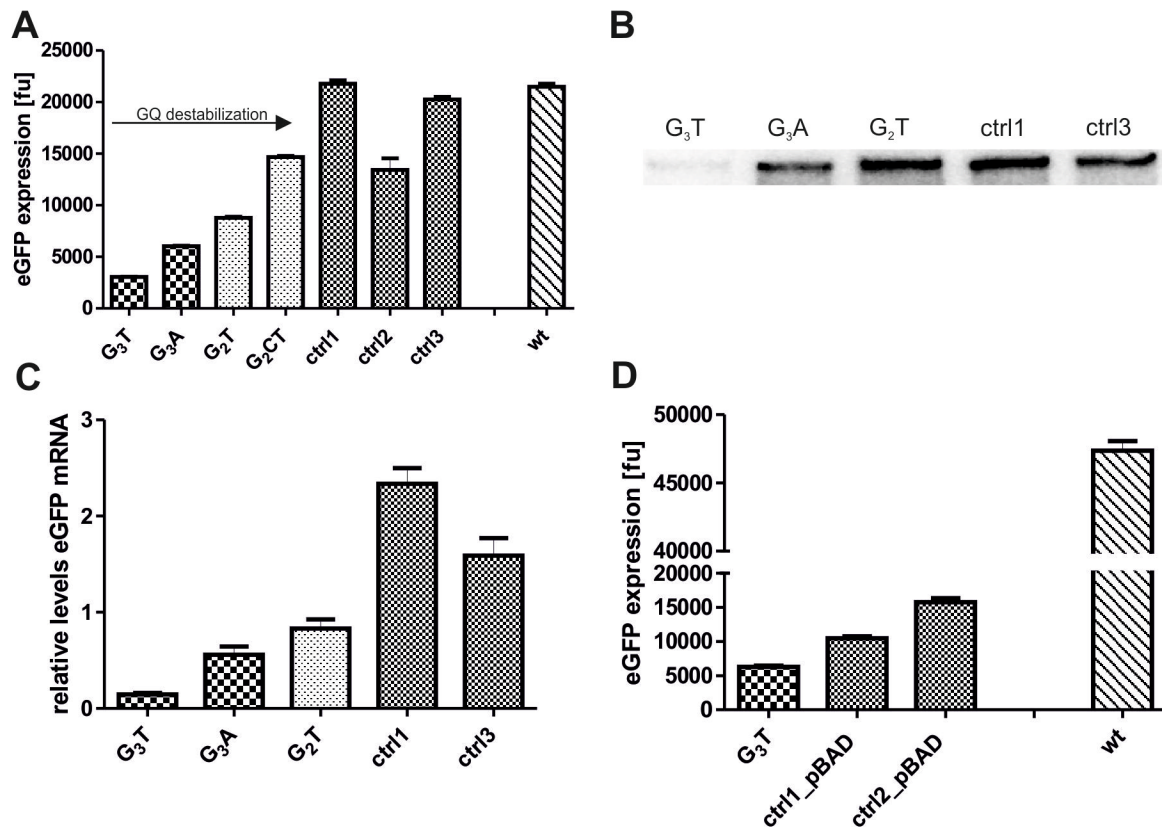 A
eGFP expression [fu]
25000
20000
15000
10000
5000
0
GQ destabilization
G₃T
G₃A
G₂T
G₂CT
ctrl1
ctrl2
ctrl3
wt
B
G₃T G₃A G₂T ctrl1 ctrl3
C
relative levels eGFP mRNA
3
2
1
0
G₃T
G₃A
G₂T
ctrl1
ctrl3
D
eGFP expression [fu]
50000
45000
40000
20000
15000
10000
5000
0
G₃T
ctrl1_pBAD
ctrl2_pBAD
wt